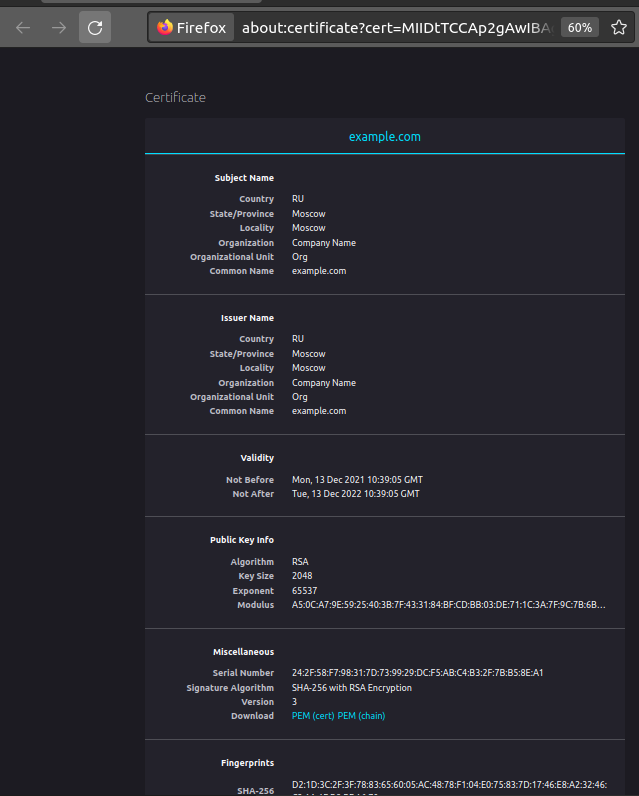 Firefox about:certificate?cert=MIIDtTCCAp2gAwIBA 60%
Certificate
example.com
Subject Name
Country RU
State/Province Moscow
Locality Moscow
Organization Company Name
Organizational Unit Org
Common Name example.com
Issuer Name
Country RU
State/Province Moscow
Locality Moscow
Organization Company Name
Organizational Unit Org
Common Name example.com
Validity
Not Before Mon, 13 Dec 2021 10:39:05 GMT
Not After Tue, 13 Dec 2022 10:39:05 GMT
Public Key Info
Algorithm RSA
Key Size 2048
Exponent 65537
Modulus A5:0C:A7:9E:59:25:40:3B:7F:43:31:84:BF:CD:BB:03:DE:71:1C:3A:7F:9C:7B:6B...
Miscellaneous
Serial Number 24:2F:58:F7:98:31:7D:73:99:29:DC:F5:AB:C4:B3:2F:7B:B5:8E:A1
Signature Algorithm SHA-256 with RSA Encryption
Version 3
Download PEM (cert) PEM (chain)
Fingerprints
SHA-256 D2:1D:3C:2F:3F:78:83:65:60:05:AC:48:78:F1:04:E0:75:83:7D:17:46:E8:A2:32:46: